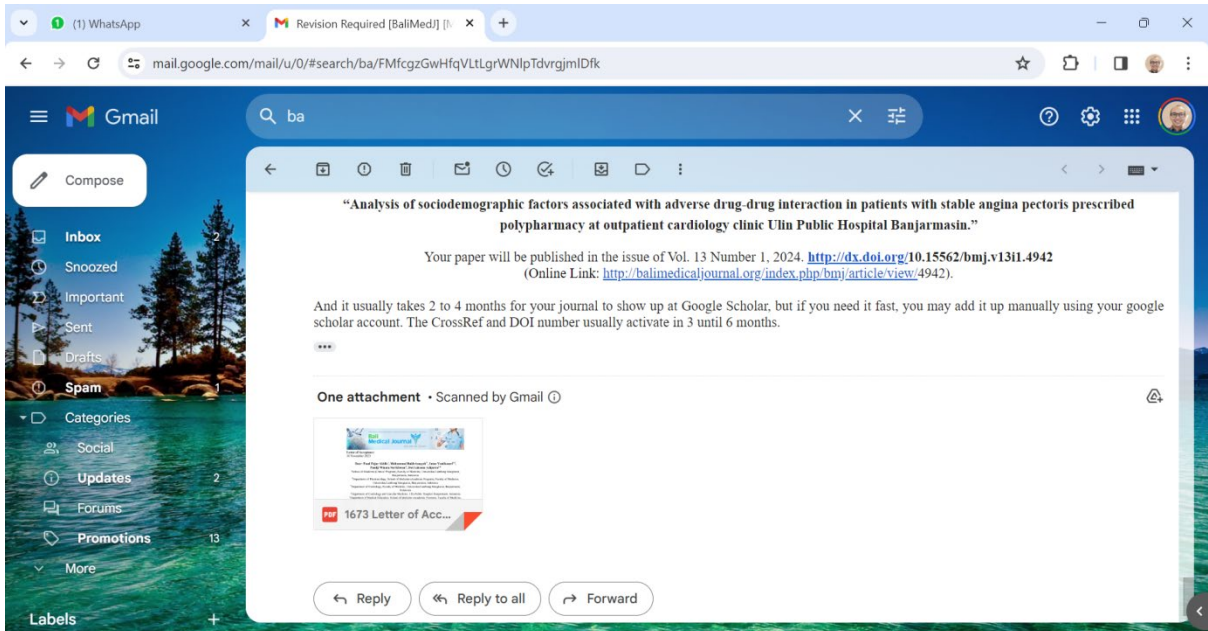 (1) WhatsApp
Revision Required [BaliMedJ] [
mail.google.com/mail/u/0/#search/ba/FMfcgzGwHfqVLtLgrWNlpTdvrgjmlDfk
Gmail
ba
Compose
Inbox 2
Snoozed
Important
Sent
Drafts
Spam 1
Categories
Social
Updates 2
Forums
Promotions 13
More
Labels +
“Analysis of sociodemographic factors associated with adverse drug-drug interaction in patients with stable angina pectoris prescribed
polypharmacy at outpatient cardiology clinic Ulin Public Hospital Banjarmasin.”
Your paper will be published in the issue of Vol. 13 Number 1, 2024. http://dx.doi.org/10.15562/bmj.v13i1.4942
(Online Link: http://balimedicaljournal.org/index.php/bmj/article/view/4942).
And it usually takes 2 to 4 months for your journal to show up at Google Scholar, but if you need it fast, you may add it up manually using your google
scholar account. The CrossRef and DOI number usually activate in 3 until 6 months.
One attachment • Scanned by Gmail
Bali
Medical Journal
PDF 1673 Letter of Acc...
Reply
Reply to all
Forward